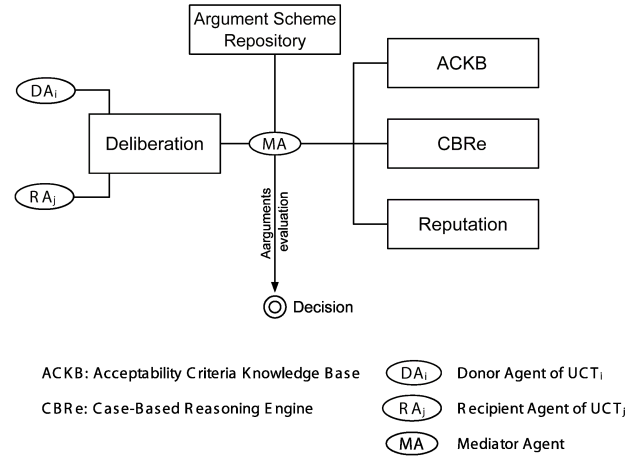 Argument Scheme
Repository
ACKB
DAi
Deliberation
MA
CBRe
RAj
Reputation
Aarguments
evaluation
Decision
ACKB: Acceptability Criteria Knowledge Base
DAi Donor Agent of UCTi
CBRe: Case-Based Reasoning Engine
RAj Recipient Agent of UCTj
MA Mediator Agent